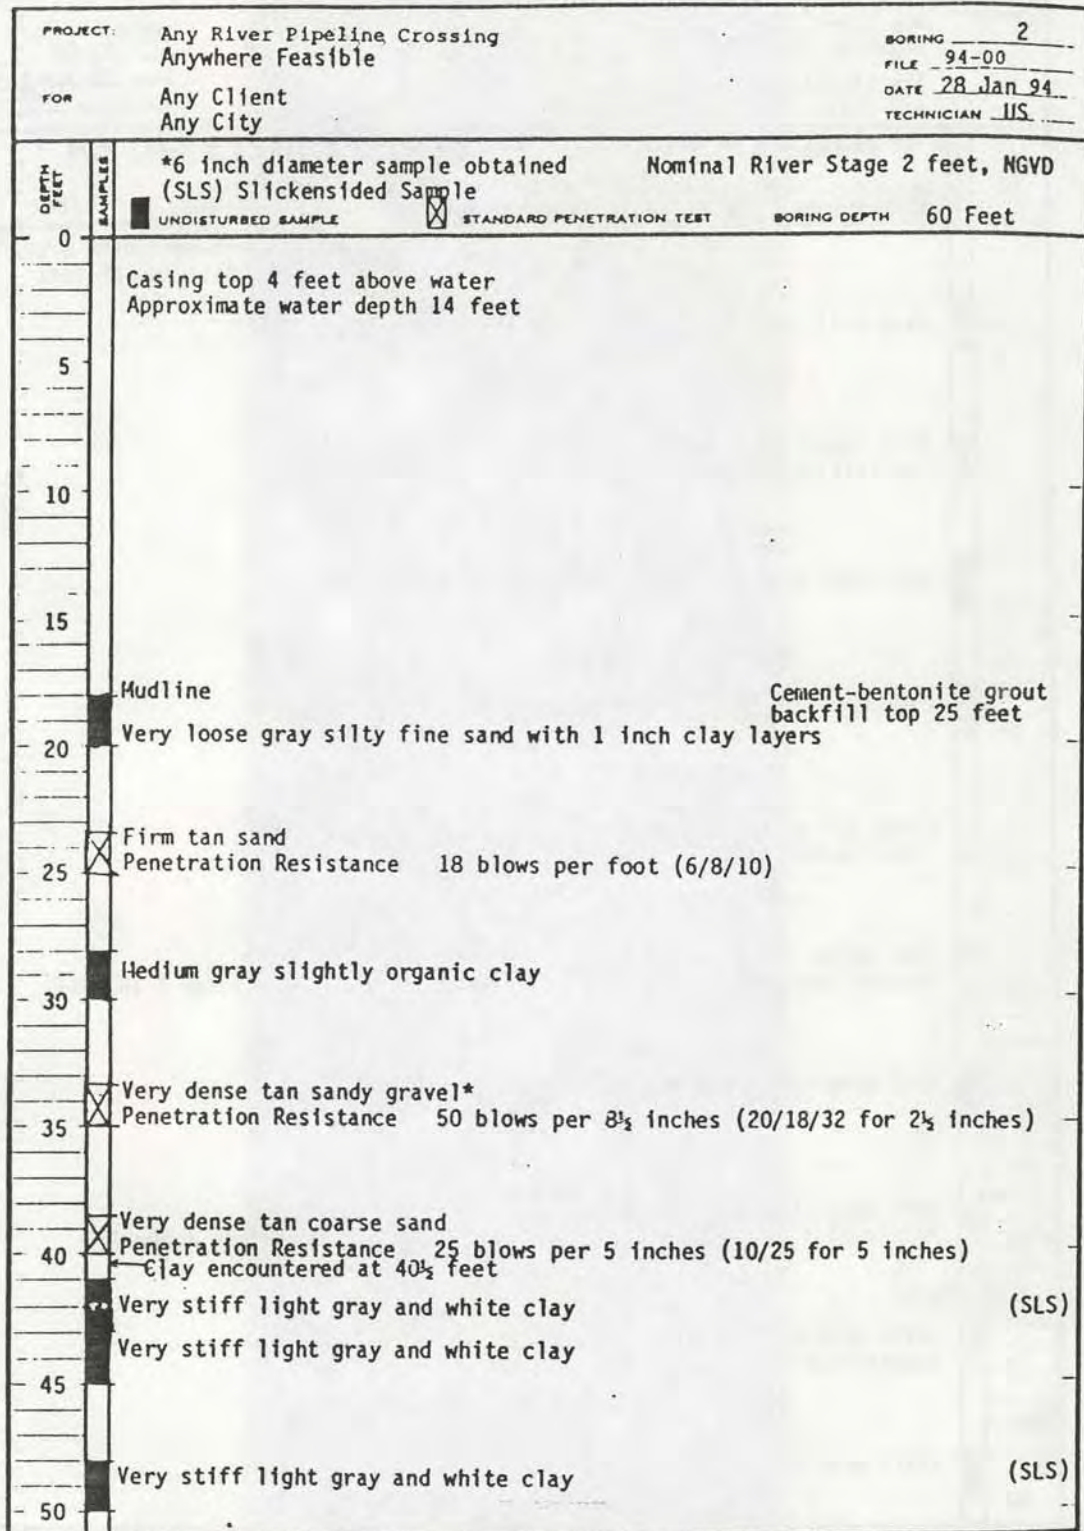 PROJECT: Any River Pipeline Crossing
Anywhere Feasible
FOR Any Client
Any City
BORING 2
FILE 94-00
DATE 28 Jan 94
TECHNICIAN US
DEPTH FEET
SAMPLES
*6 inch diameter sample obtained Nominal River Stage 2 feet, NGVD
(SLS) Slickensided Sample
UNDISTURBED SAMPLE STANDARD PENETRATION TEST BORING DEPTH 60 Feet
0
Casing top 4 feet above water
Approximate water depth 14 feet
5
10
15
Mudline Cement-bentonite grout
backfill top 25 feet
Very loose gray silty fine sand with 1 inch clay layers
20
Firm tan sand
Penetration Resistance 18 blows per foot (6/8/10)
25
Medium gray slightly organic clay
30
Very dense tan sandy gravel*
Penetration Resistance 50 blows per 8½ inches (20/18/32 for 2½ inches)
35
Very dense tan coarse sand
Penetration Resistance 25 blows per 5 inches (10/25 for 5 inches)
40
Clay encountered at 40½ feet
Very stiff light gray and white clay (SLS)
Very stiff light gray and white clay
45
Very stiff light gray and white clay (SLS)
50